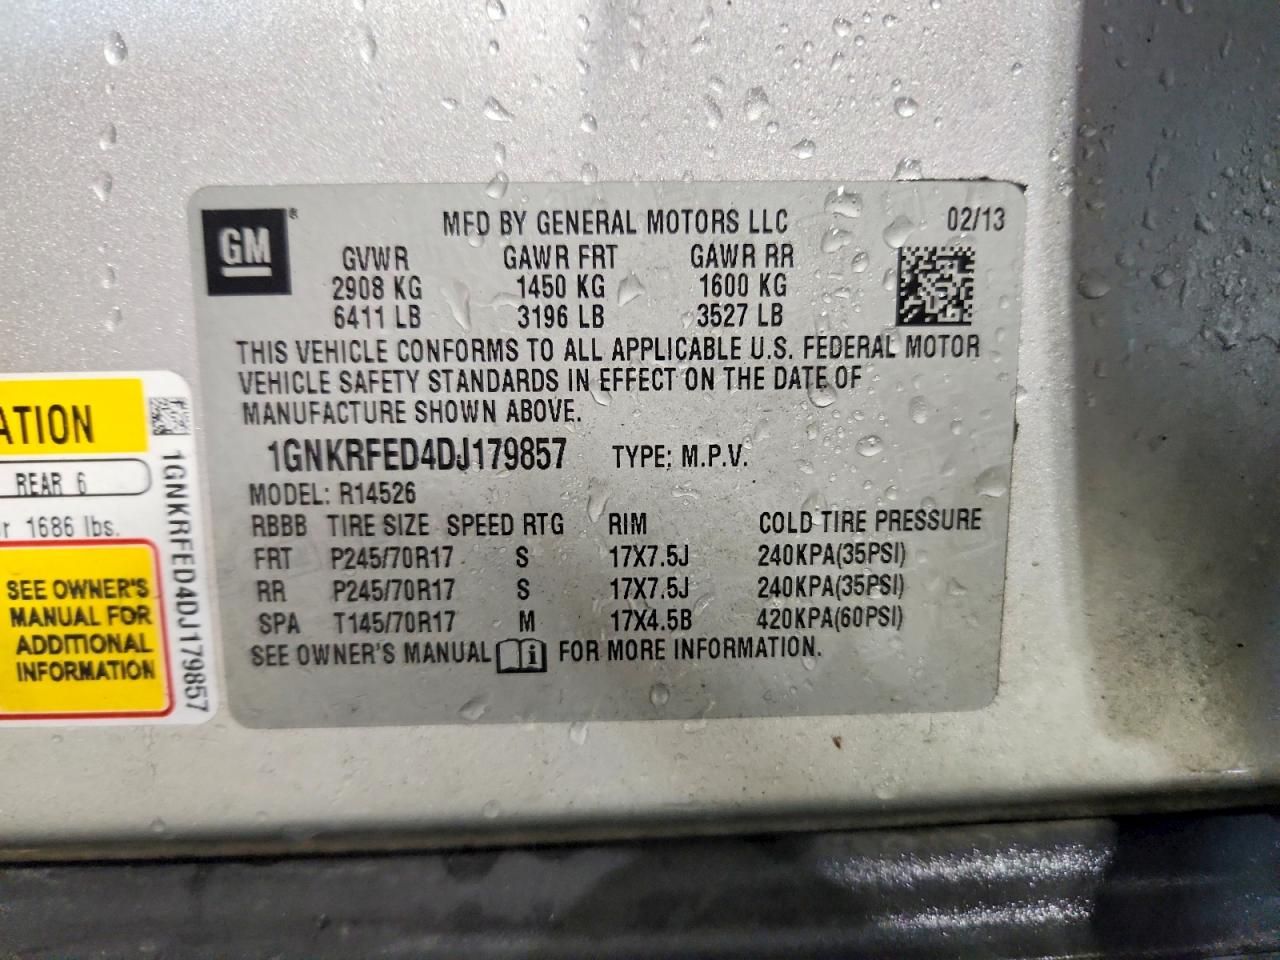 GM®
MFD BY GENERAL MOTORS LLC 02/13
GVWR GAWR FRT GAWR RR
2908 KG 1450 KG 1600 KG
6411 LB 3196 LB 3527 LB
THIS VEHICLE CONFORMS TO ALL APPLICABLE U.S. FEDERAL MOTOR
VEHICLE SAFETY STANDARDS IN EFFECT ON THE DATE OF
MANUFACTURE SHOWN ABOVE.
1GNKRFED4DJ179857 TYPE: M.P.V.
MODEL: R14526
RBBB TIRE SIZE SPEED RTG RIM COLD TIRE PRESSURE
FRT P245/70R17 S 17X7.5J 240KPA(35PSI)
RR P245/70R17 S 17X7.5J 240KPA(35PSI)
SPA T145/70R17 M 17X4.5B 420KPA(60PSI)
SEE OWNER'S MANUAL i FOR MORE INFORMATION.
ATION
REAR 6
r 1686 lbs.
SEE OWNER'S
MANUAL FOR
ADDITIONAL
INFORMATION
1GNKRFED4DJ179857